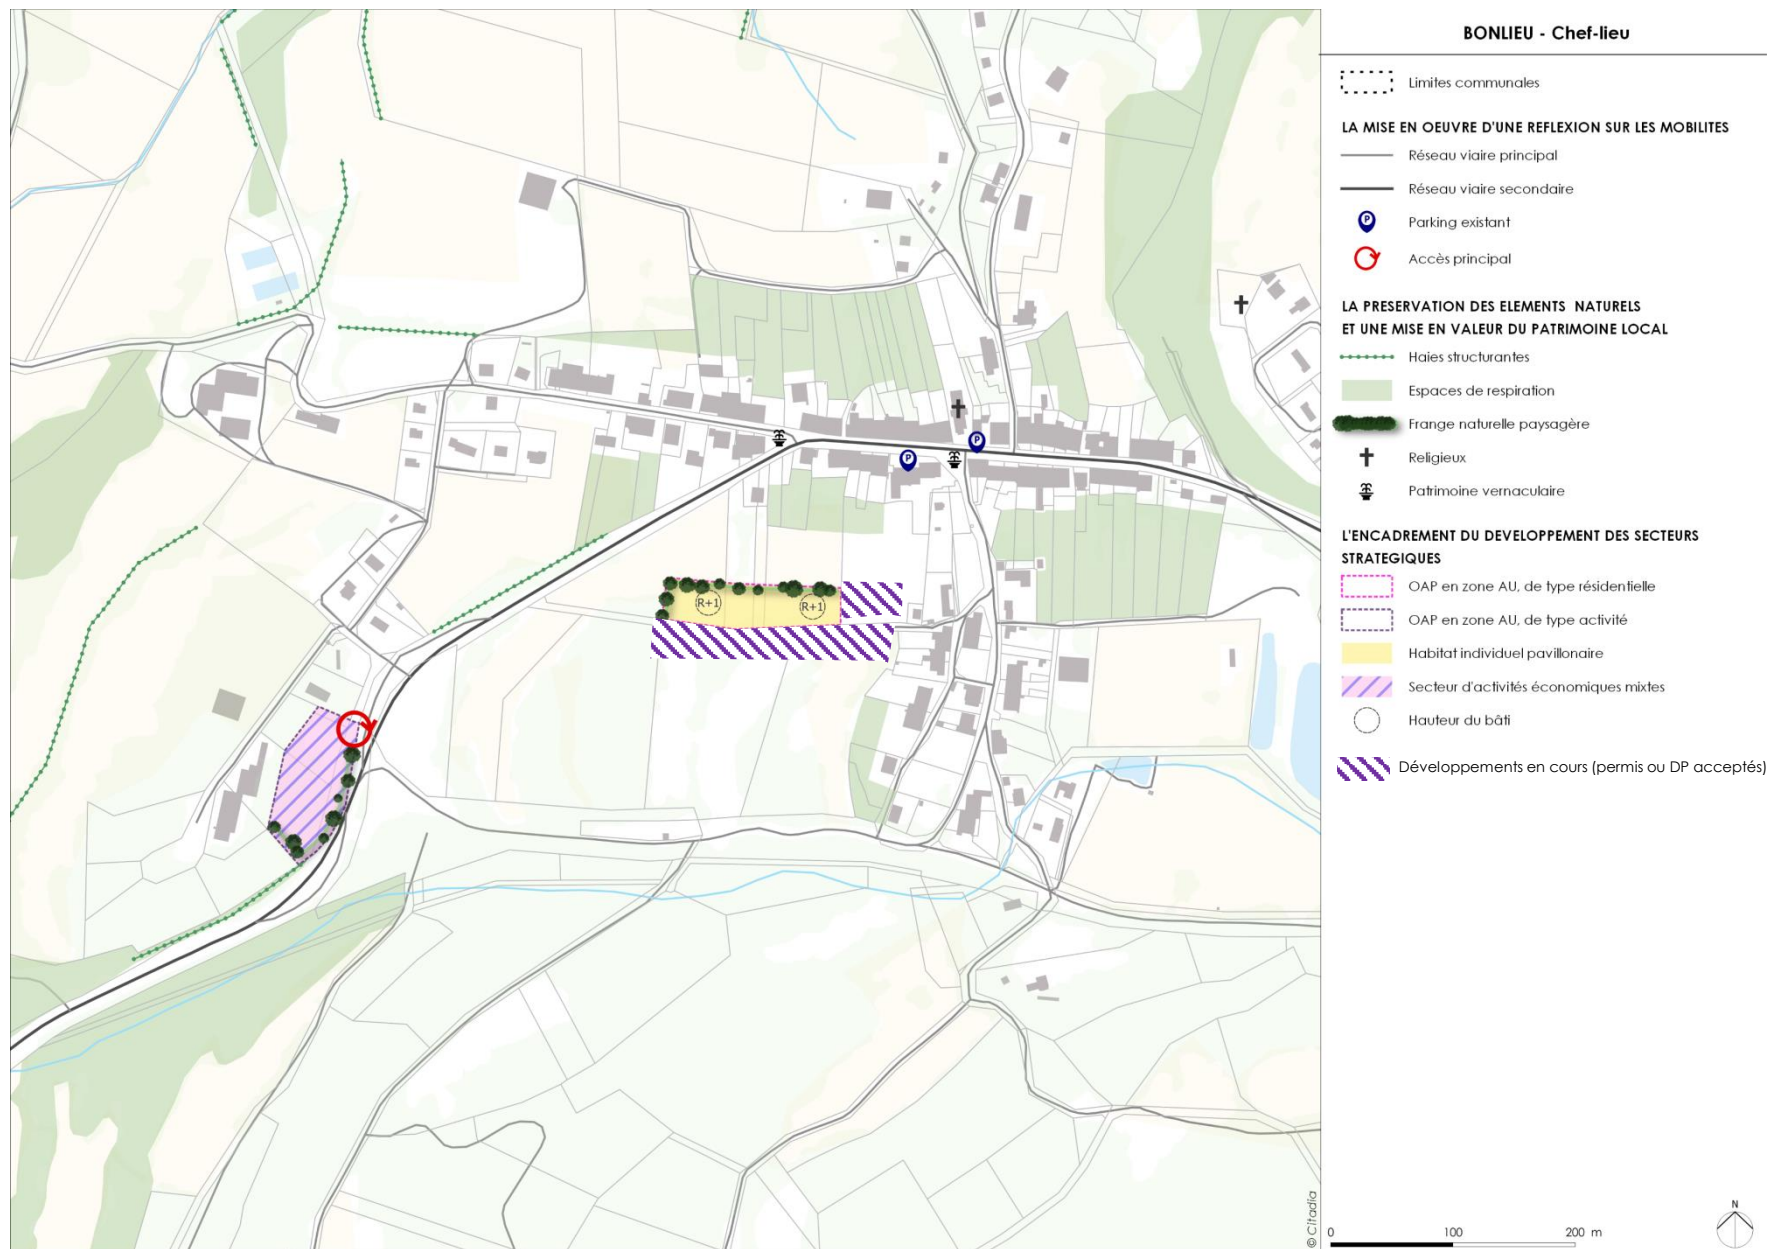 BONLIEU - Chef-lieu
Limites communales
LA MISE EN OEUVRE D'UNE REFLEXION SUR LES MOBILITES
Réseau viaire principal
Réseau viaire secondaire
P
Parking existant
Accès principal
LA PRESERVATION DES ELEMENTS NATURELS
ET UNE MISE EN VALEUR DU PATRIMOINE LOCAL
Haies structurantes
Espaces de respiration
Frange naturelle paysagère
Religieux
Patrimoine vernaculaire
L'ENCADREMENT DU DEVELOPPEMENT DES SECTEURS
STRATEGIQUES
OAP en zone AU, de type résidentielle
OAP en zone AU, de type activité
Habitat individuel pavillonaire
Secteur d'activités économiques mixtes
Hauteur du bâti
Développements en cours (permis ou DP acceptés)
P
P
R+1
R+1
© Citadia
N
0 100 200 m